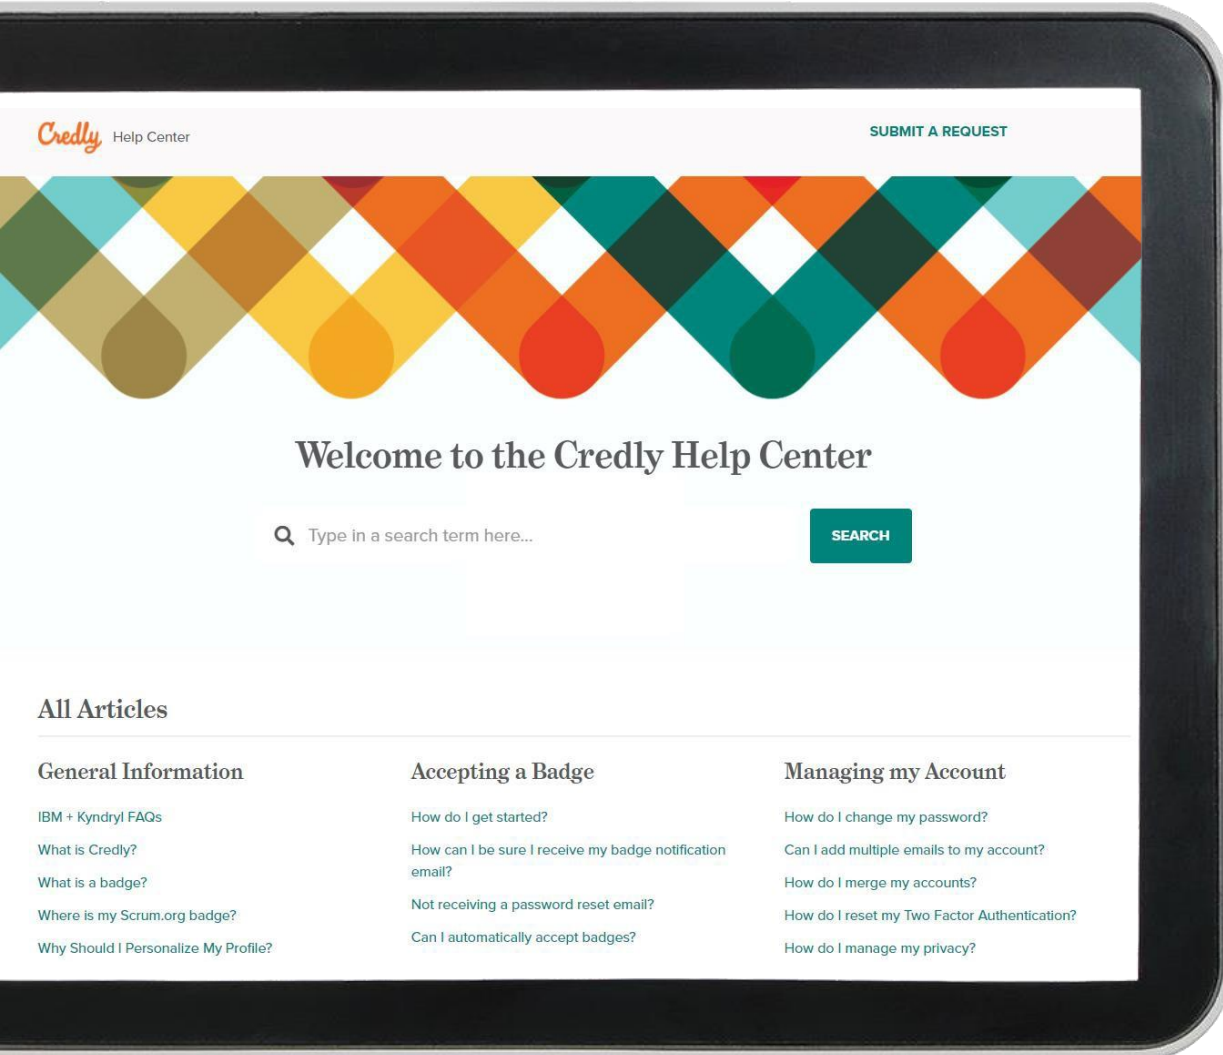 Credly Help Center
SUBMIT A REQUEST
Welcome to the Credly Help Center
Type in a search term here...
SEARCH
All Articles
General Information
IBM + Kyndryl FAQs
What is Credly?
What is a badge?
Where is my Scrum.org badge?
Why Should I Personalize My Profile?
Accepting a Badge
How do I get started?
How can I be sure I receive my badge notification
email?
Not receiving a password reset email?
Can I automatically accept badges?
Managing my Account
How do I change my password?
Can I add multiple emails to my account?
How do I merge my accounts?
How do I reset my Two Factor Authentication?
How do I manage my privacy?